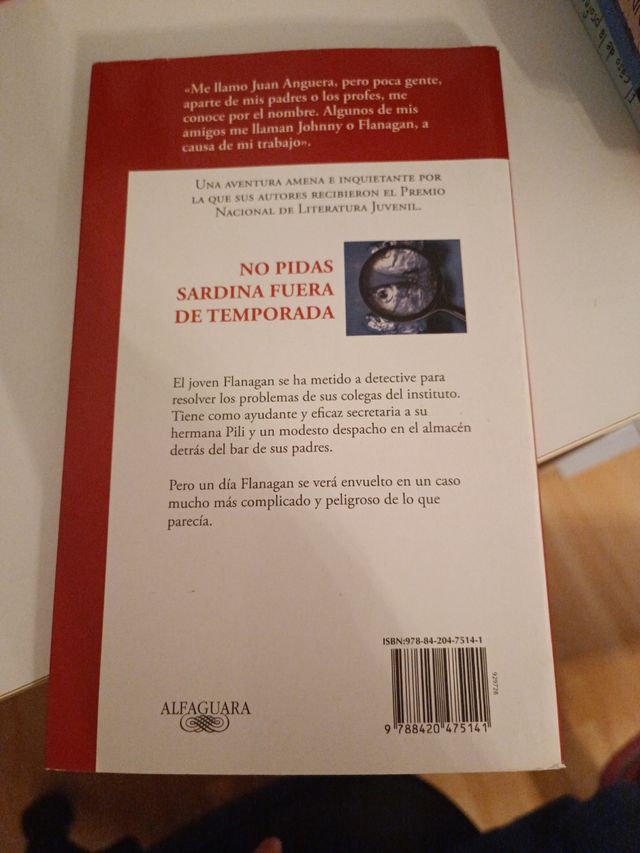 «Me llamo Juan Anguera, pero poca gente,
aparte de mis padres o los profes, me
conoce por el nombre. Algunos de mis
amigos me llaman Johnny o Flanagan, a
causa de mi trabajo».
Una aventura amena e inquietante por
la que sus autores recibieron el Premio
Nacional de Literatura Juvenil.
NO PIDAS
SARDINA FUERA
DE TEMPORADA
El joven Flanagan se ha metido a detective para
resolver los problemas de sus colegas del instituto.
Tiene como ayudante y eficaz secretaria a su
hermana Pili y un modesto despacho en el almacén
detrás del bar de sus padres.
Pero un día Flanagan se verá envuelto en un caso
mucho más complicado y peligroso de lo que
parecía.
ISBN:978-84-204-7514-1
929728
9 788420 475141
ALFAGUARA